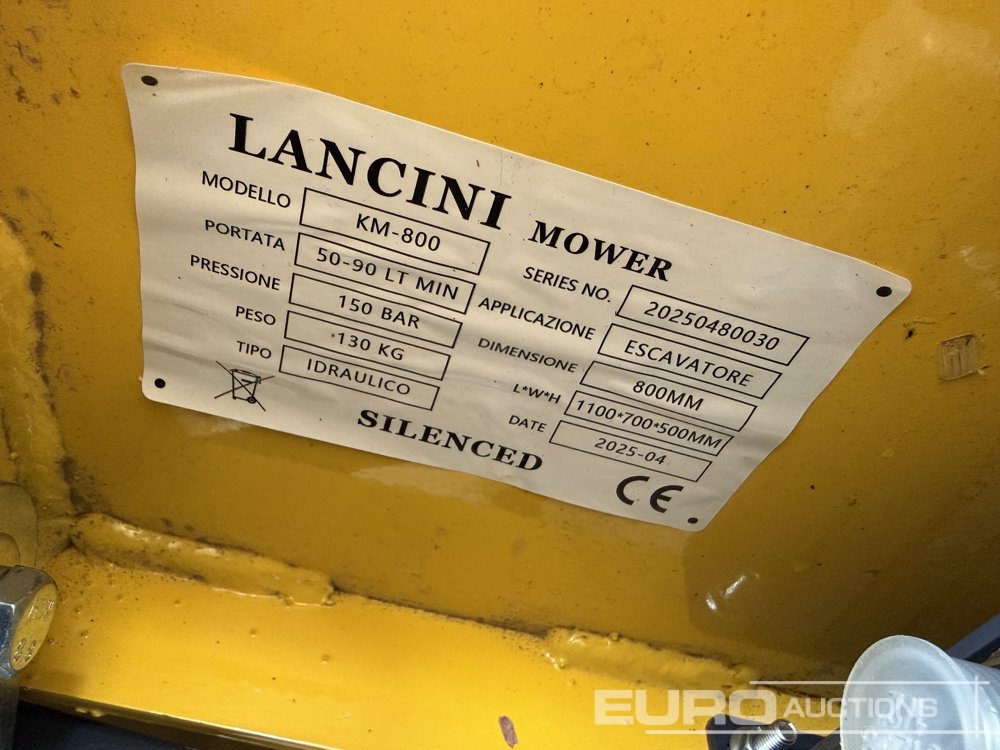 LANCINI MOWER
MODELLO KM-800
PORTATA 50-90 LT MIN
PRESSIONE 150 BAR
PESO 130 KG
TIPO IDRAULICO
SERIES NO. 20250480030
APPLICAZIONE ESCAVATORE
DIMENSIONE 800MM
L*W*H 1100*700*500MM
DATE 2025-04
SILENCED
CE
EURO AUCTIONS